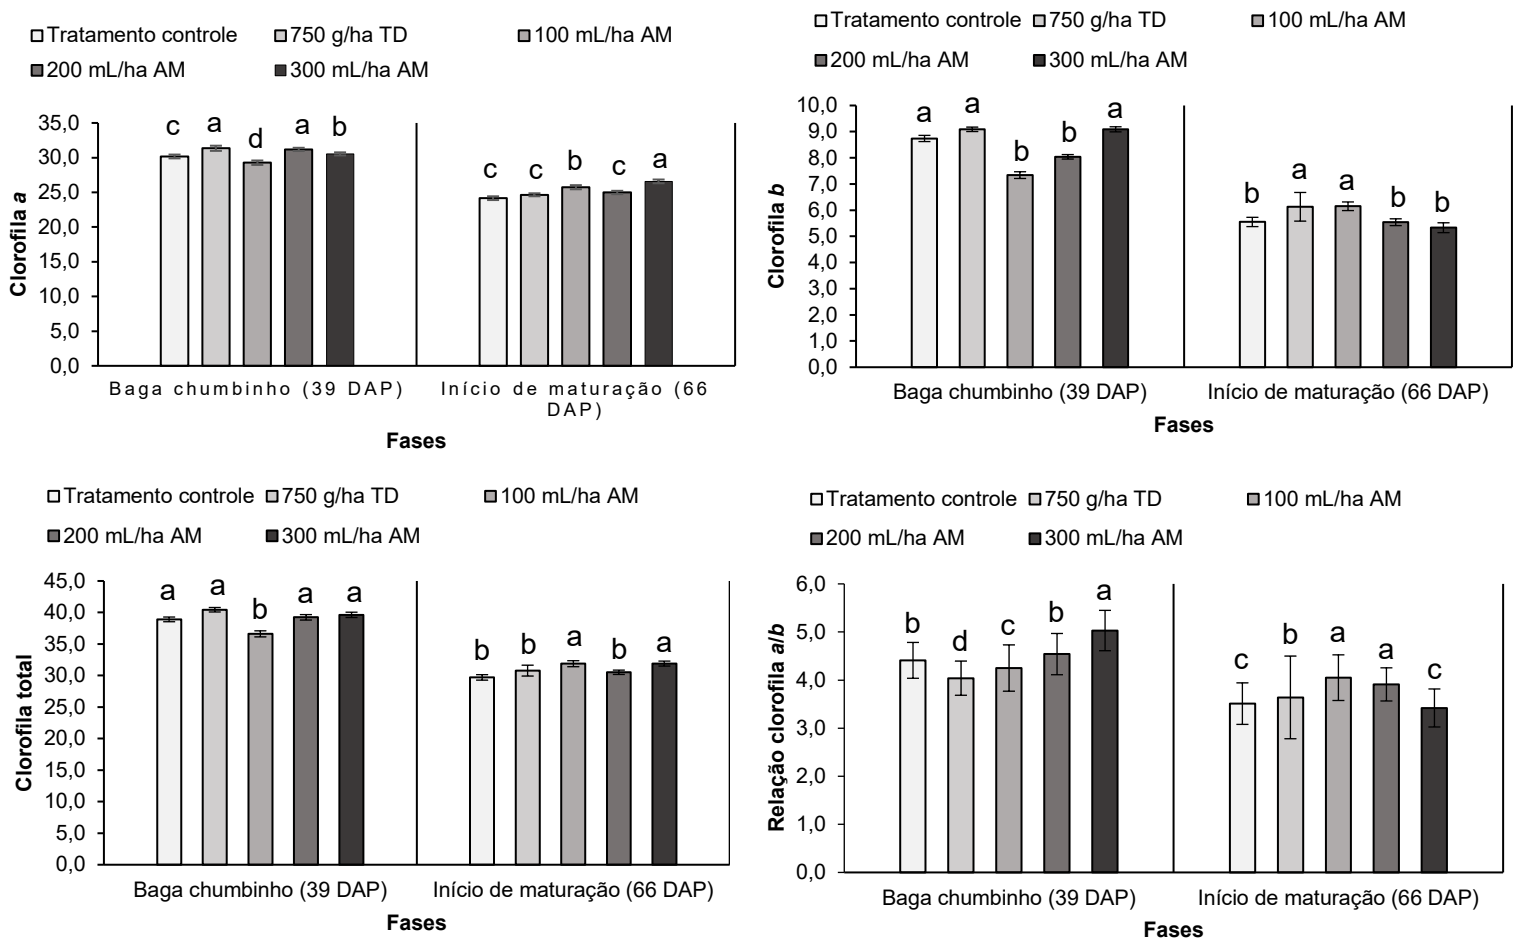 Tratamento controle 750 g/ha TD 100 mL/ha AM
200 mL/ha AM 300 mL/ha AM
Clorofila a
35,0
30,0
25,0
20,0
15,0
10,0
5,0
0,0
c a d a b
c c b c a
Baga chumbinho (39 DAP) Início de maturação (66
DAP)
Fases
Tratamento controle 750 g/ha TD 100 mL/ha AM
200 mL/ha AM 300 mL/ha AM
Clorofila b
10,0
9,0
8,0
7,0
6,0
5,0
4,0
3,0
2,0
1,0
0,0
a a b b a
b a a b b
Baga chumbinho (39 DAP) Início de maturação (66 DAP)
Fases
Tratamento controle 750 g/ha TD 100 mL/ha AM
200 mL/ha AM 300 mL/ha AM
Clorofila total
45,0
40,0
35,0
30,0
25,0
20,0
15,0
10,0
5,0
0,0
a a b a a
b b a b a
Baga chumbinho (39 DAP) Início de maturação (66 DAP)
Fases
Tratamento controle 750 g/ha TD 100 mL/ha AM
200 mL/ha AM 300 mL/ha AM
Relação clorofila a/b
6,0
5,0
4,0
3,0
2,0
1,0
0,0
b d c b a
c b a a c
Baga chumbinho (39 DAP) Início de maturação (66 DAP)
Fases